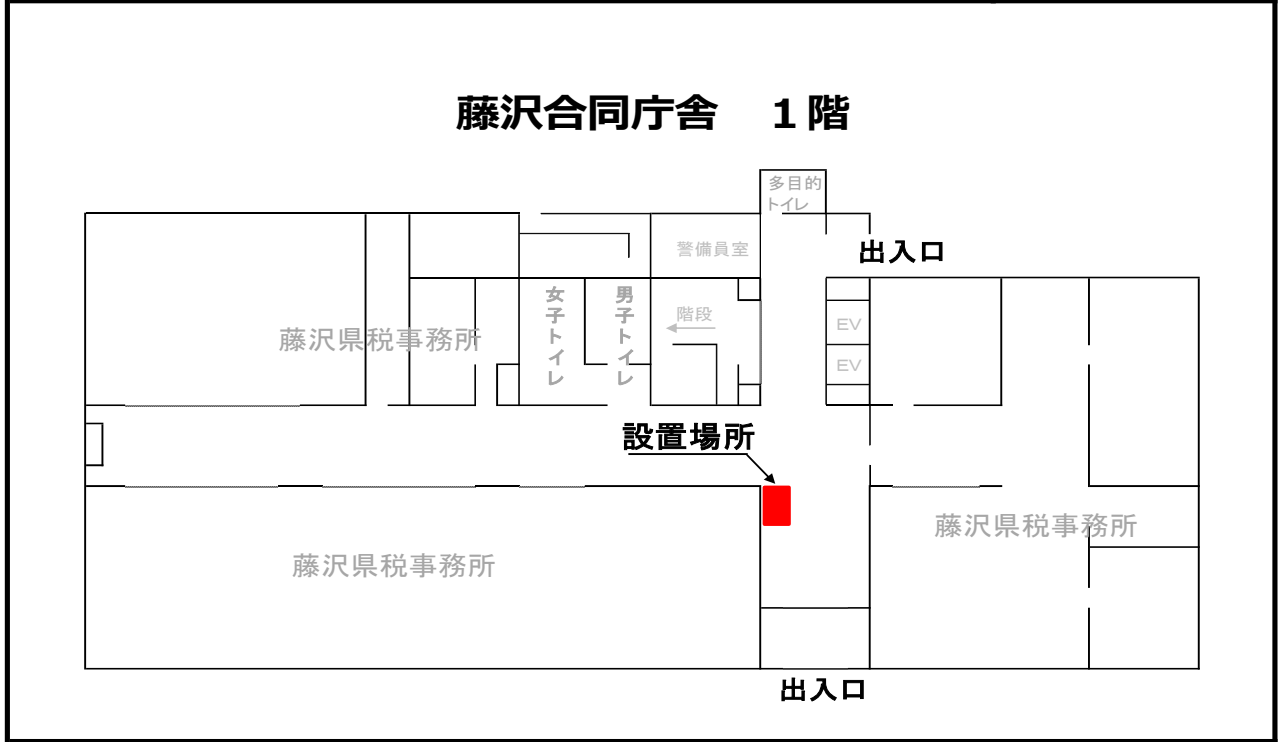 藤沢合同庁舎　１階
多目的
トイレ
警備員室
出入口
女子トイレ
男子トイレ
階段
EV
藤沢県税事務所
EV
設置場所
藤沢県税事務所
藤沢県税事務所
出入口